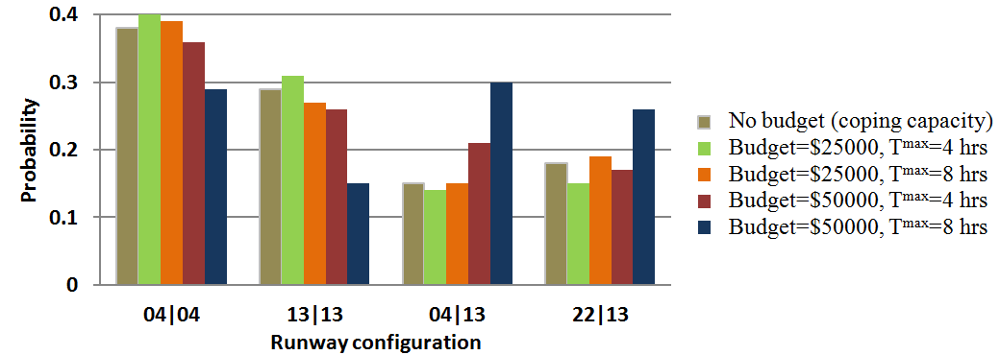 0.4
0.3
0.2
0.1
0
Probability
04|04 13|13 04|13 22|13
Runway configuration
No budget (coping capacity)
Budget=$25000, Tmax=4 hrs
Budget=$25000, Tmax=8 hrs
Budget=$50000, Tmax=4 hrs
Budget=$50000, Tmax=8 hrs